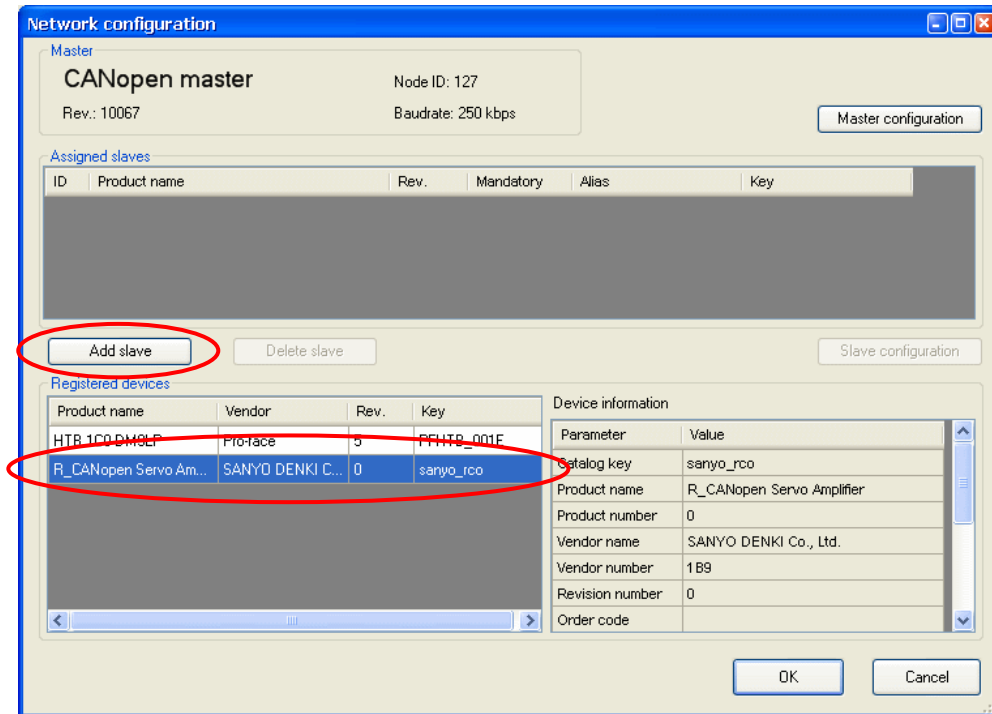 Network configuration
Master
CANopen master
Node ID: 127
Rev.: 10067
Baudrate: 250 kbps
Master configuration
Assigned slaves
ID Product name Rev. Mandatory Alias Key
Add slave Delete slave Slave configuration
Registered devices
Product name Vendor Rev. Key
HTB 1C0 DM8LP Pro-face 5 PFHTB_001F
R_CANopen Servo Am... SANYO DENKI C... 0 sanyo_rco
Device information
Parameter Value
Catalog key sanyo_rco
Product name R_CANopen Servo Amplifier
Product number 0
Vendor name SANYO DENKI Co., Ltd.
Vendor number 1B9
Revision number 0
Order code
OK Cancel